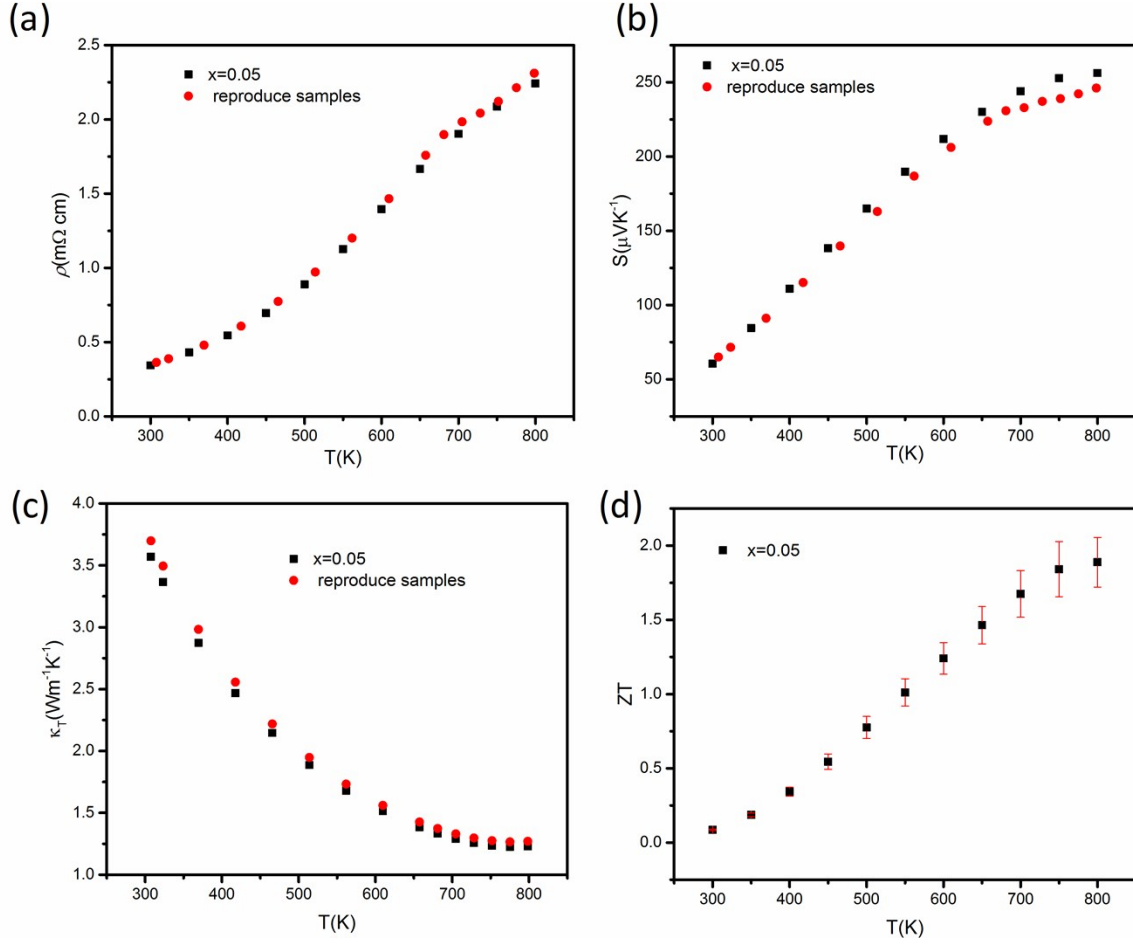 (a)
2.5
2.0
1.5
1.0
0.5
0.0
ρ(mΩ cm)
x=0.05
reproduce samples
300 400 500 600 700 800
T(K)
(b)
250
200
150
100
50
S(μVK⁻¹)
x=0.05
reproduce samples
300 400 500 600 700 800
T(K)
(c)
4.0
3.5
3.0
2.5
2.0
1.5
1.0
κT(Wm⁻¹K⁻¹)
x=0.05
reproduce samples
300 400 500 600 700 800
T(K)
(d)
2.0
1.5
1.0
0.5
0.0
ZT
x=0.05
300 400 500 600 700 800
T(K)